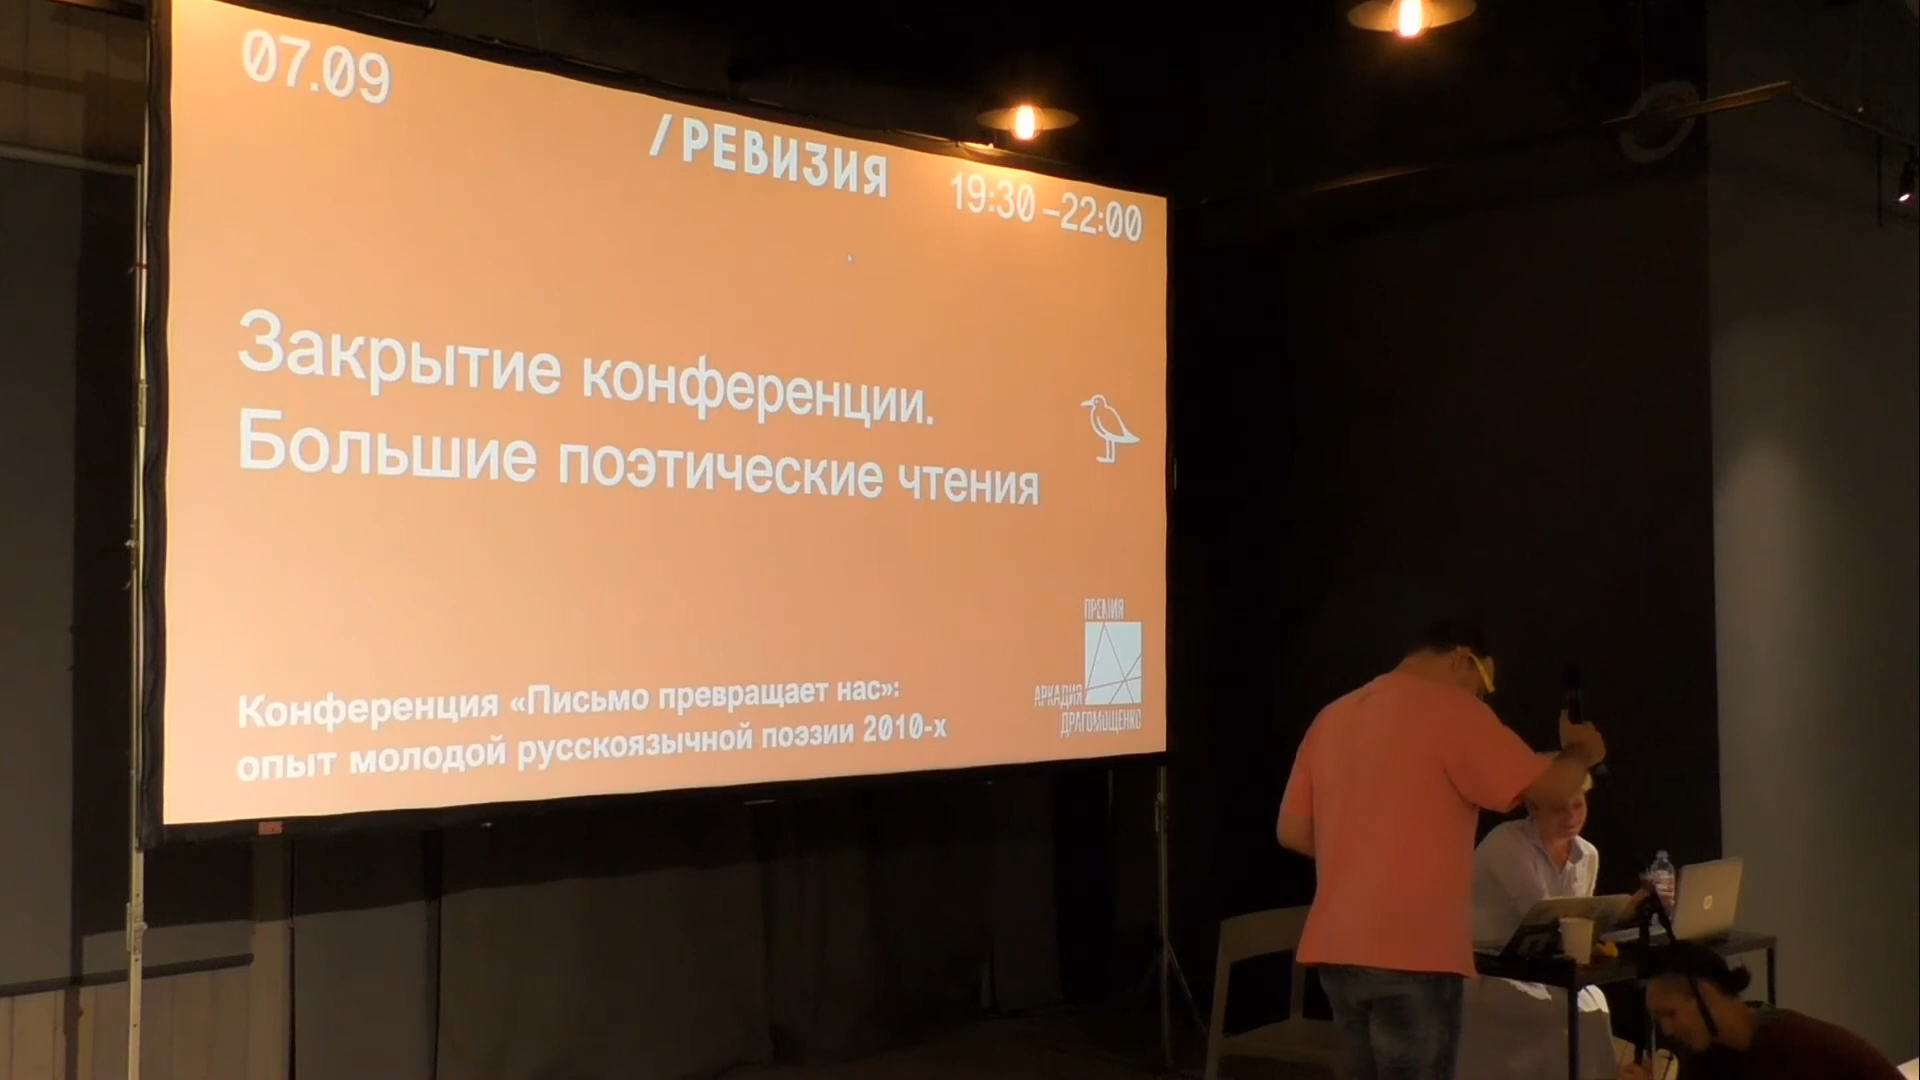 07.09
/РЕВИЗИЯ
19:30–22:00
Закрытие конференции.
Большие поэтические чтения
ПРЕМИЯ
АРКАДИЯ
ДРАГОМОЩЕНКО
Конференция «Письмо превращает нас»:
опыт молодой русскоязычной поэзии 2010-х